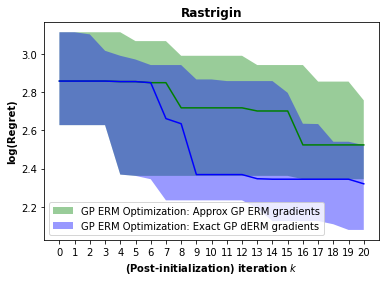 Rastrigin
log(Regret)
3.0
2.8
2.6
2.4
2.2
GP ERM Optimization: Approx GP ERM gradients
GP ERM Optimization: Exact GP dERM gradients
0 1 2 3 4 5 6 7 8 9 10 11 12 13 14 15 16 17 18 19 20
(Post-initialization) iteration k